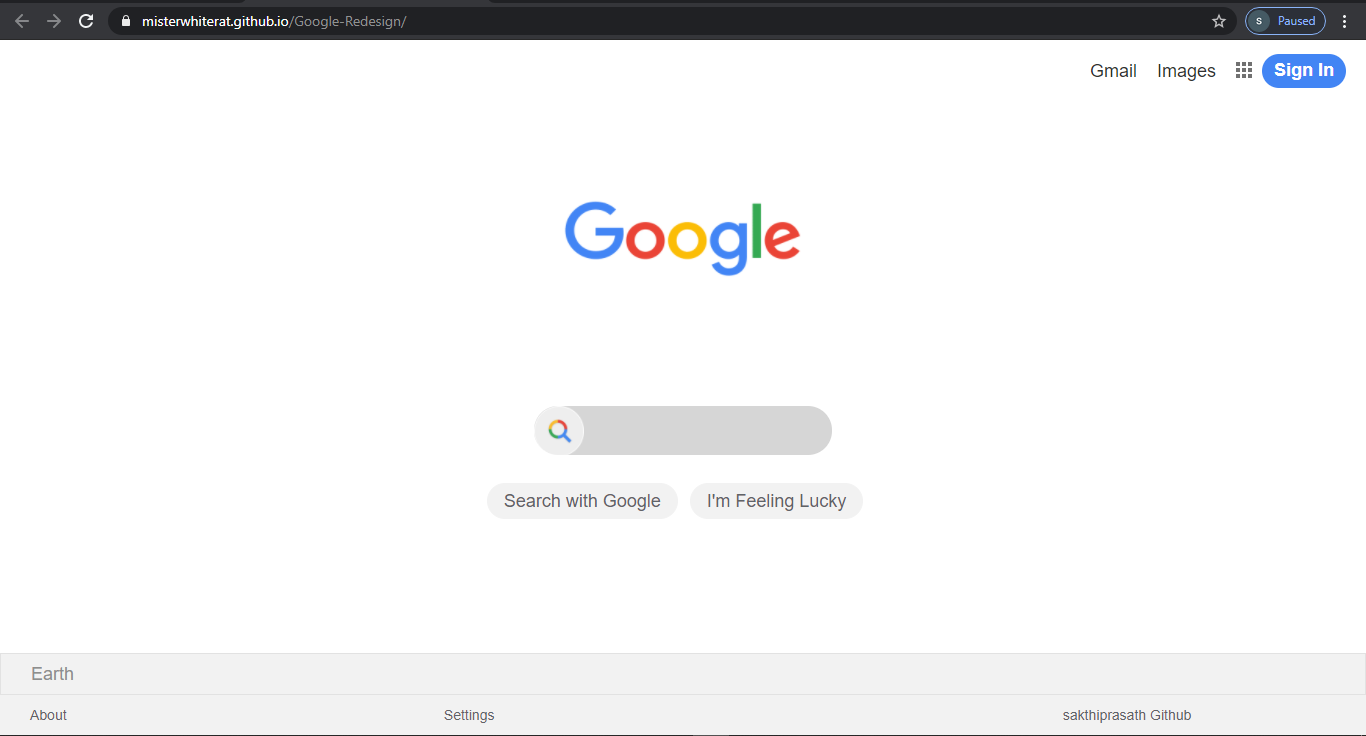 misterwhiterat.github.io/Google-Redesign/
S Paused
Gmail Images Sign In
Google
Search with Google I'm Feeling Lucky
Earth
About Settings sakthiprasath Github